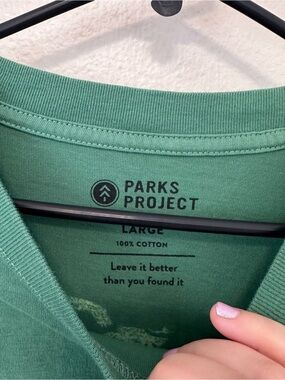 PARKS
PROJECT
LARGE
100% COTTON
Leave it better
than you found it